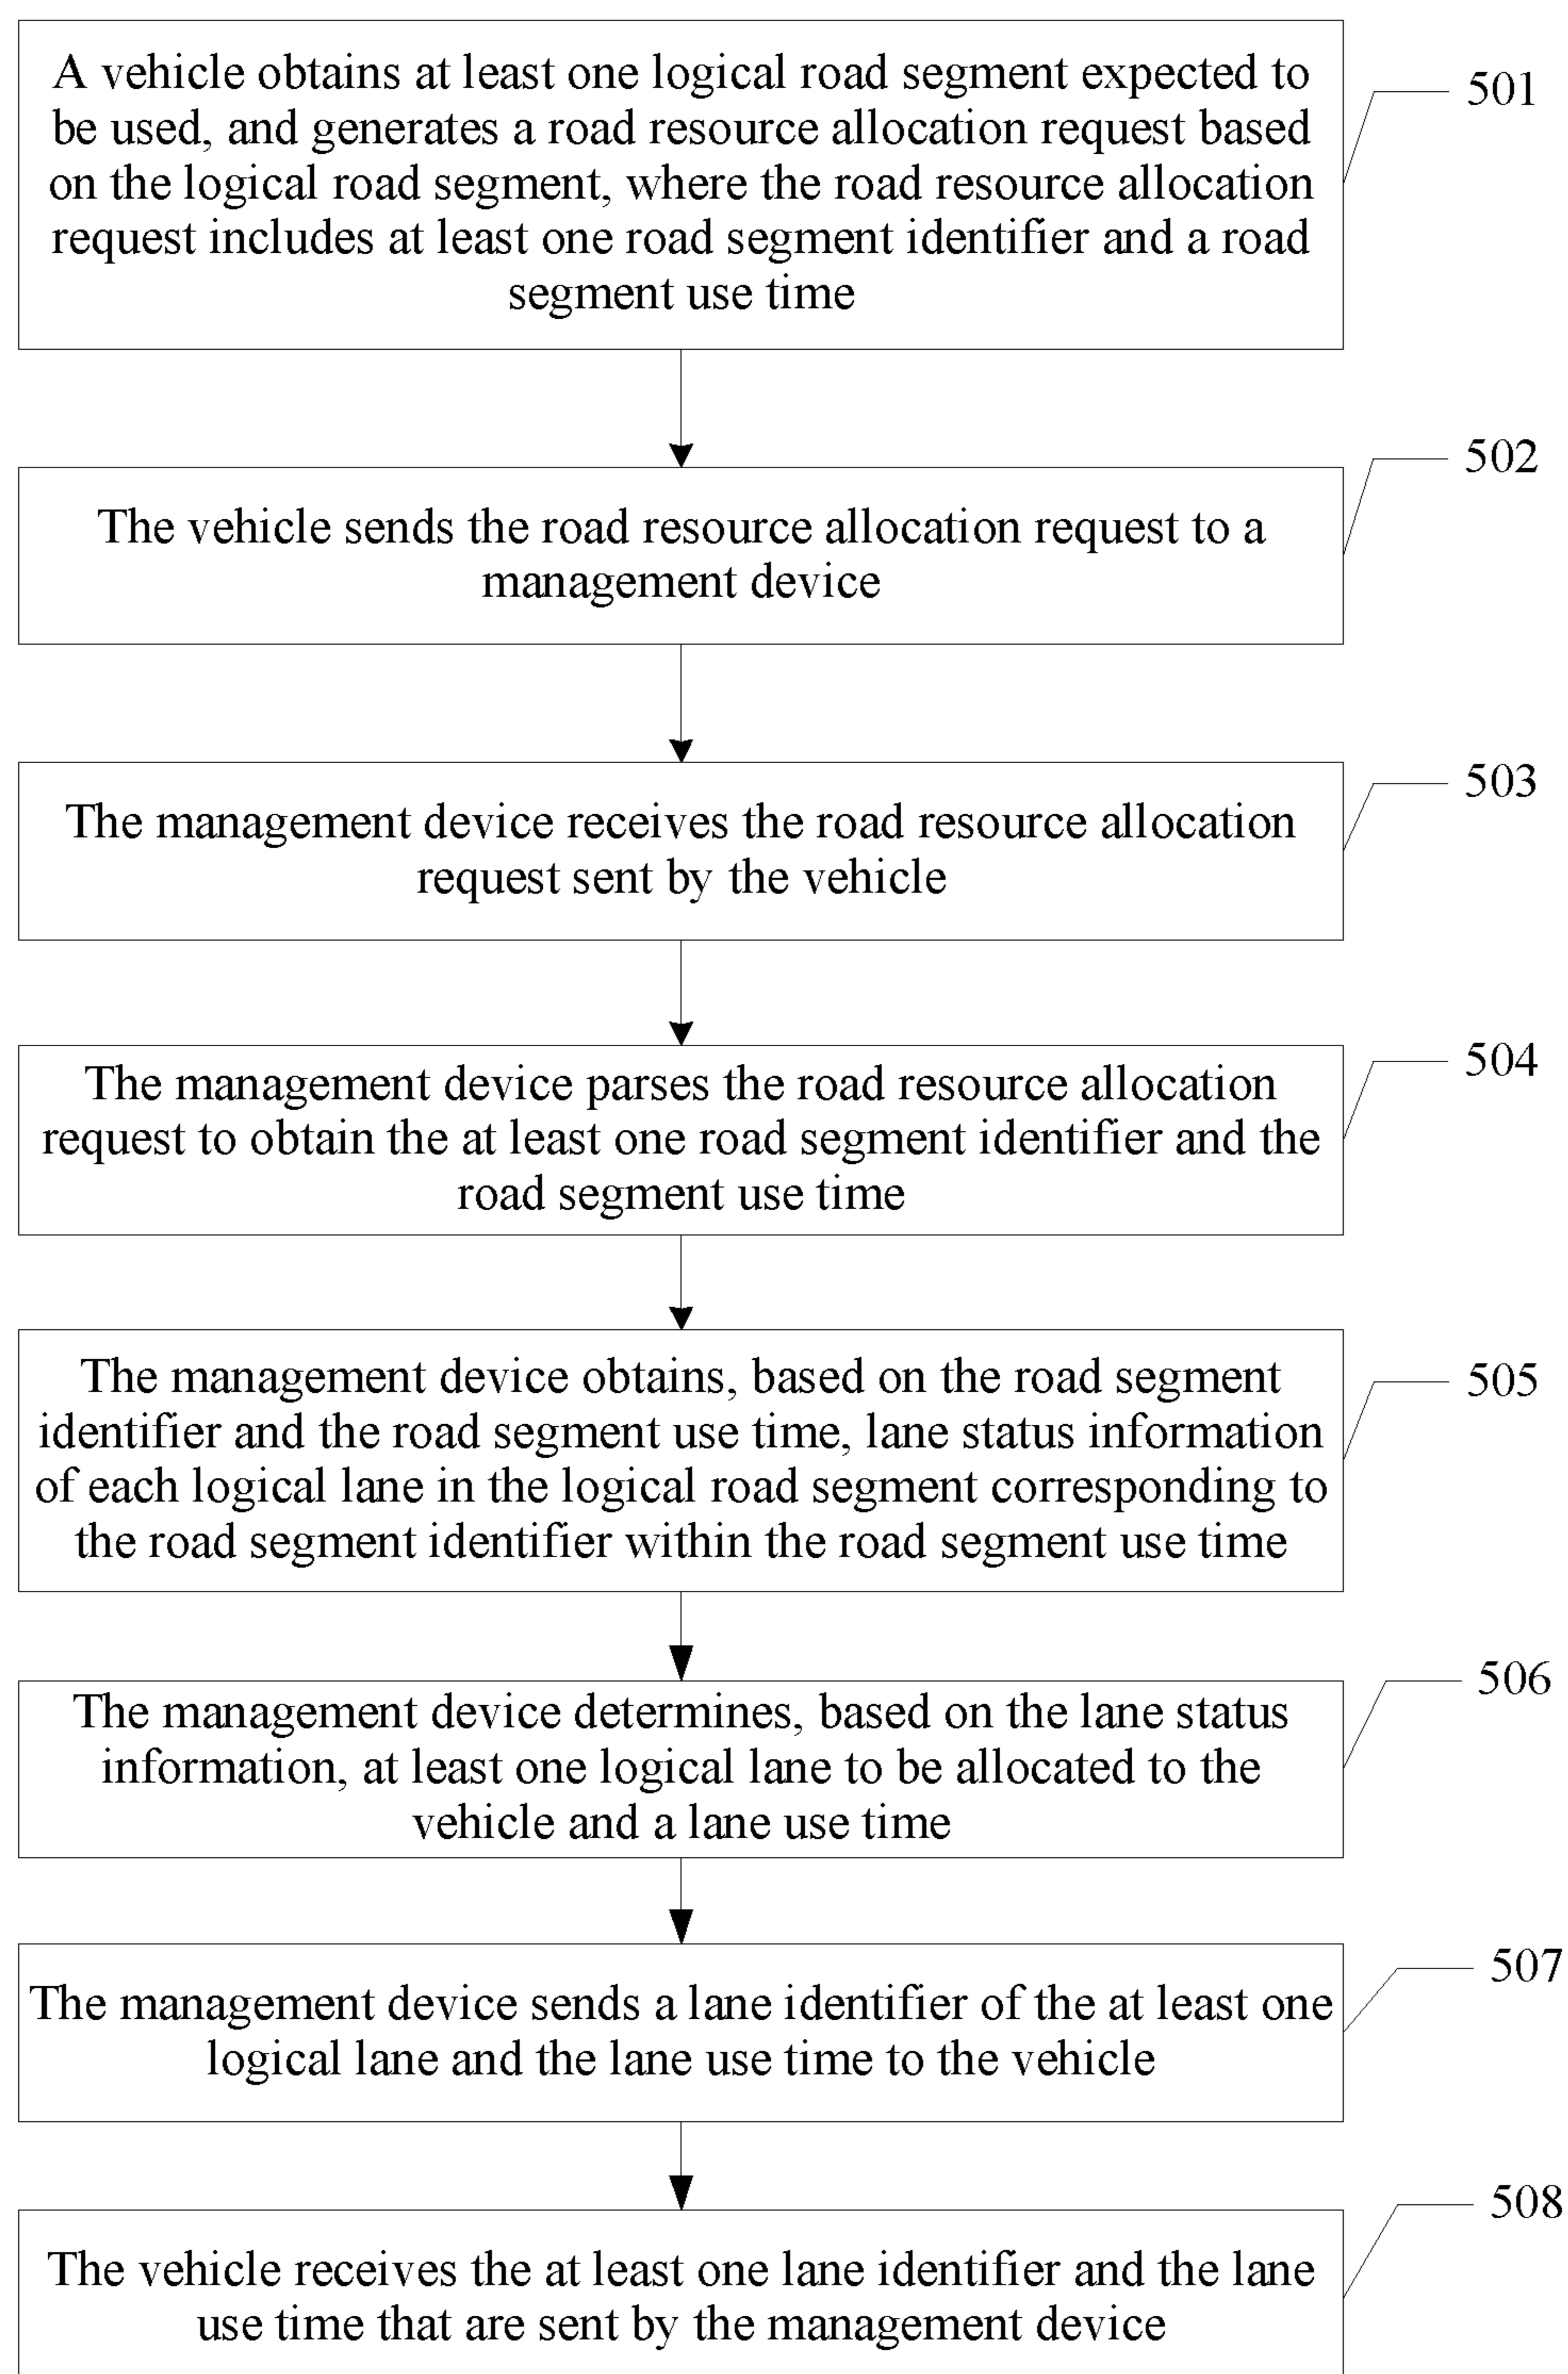 A vehicle obtains at least one logical road segment expected to
be used, and generates a road resource allocation request based
on the logical road segment, where the road resource allocation
request includes at least one road segment identifier and a road
segment use time
501
The vehicle sends the road resource allocation request to a
management device
502
The management device receives the road resource allocation
request sent by the vehicle
503
The management device parses the road resource allocation
request to obtain the at least one road segment identifier and the
road segment use time
504
The management device obtains, based on the road segment
identifier and the road segment use time, lane status information
of each logical lane in the logical road segment corresponding to
the road segment identifier within the road segment use time
505
The management device determines, based on the lane status
information, at least one logical lane to be allocated to the
vehicle and a lane use time
506
The management device sends a lane identifier of the at least one
logical lane and the lane use time to the vehicle
507
The vehicle receives the at least one lane identifier and the lane
use time that are sent by the management device
508